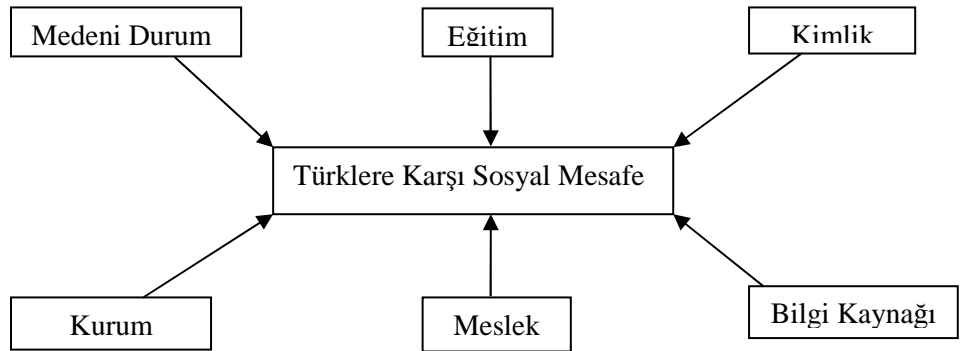 Medeni Durum
Eğitim
Kimlik
Türklere Karşı Sosyal Mesafe
Kurum
Meslek
Bilgi Kaynağı